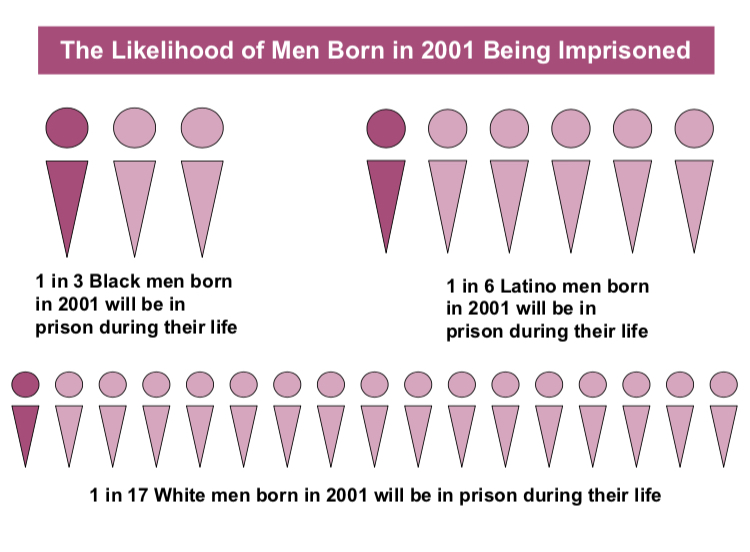 The Likelihood of Men Born in 2001 Being Imprisoned
1 in 3 Black men born
in 2001 will be in
prison during their life
1 in 6 Latino men born
in 2001 will be in
prison during their life
1 in 17 White men born in 2001 will be in prison during their life